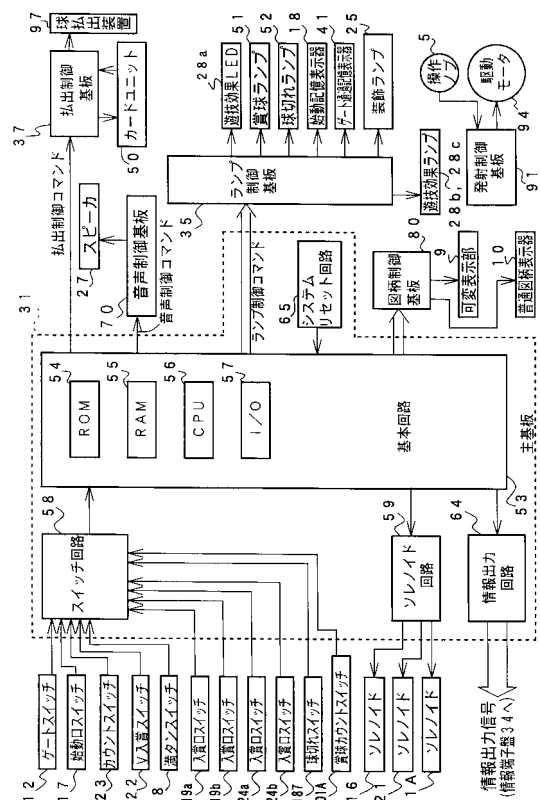 12 ゲートスイッチ
17 始動口スイッチ
23 カウントスイッチ
22 V入賞スイッチ
満タンスイッチ
19a 入賞口スイッチ
19b 入賞口スイッチ
24a 入賞口スイッチ
24b 入賞口スイッチ
187 球切れスイッチ
賞球カウントスイッチ
16 ソレノイド
21 ソレノイド
ソレノイド
情報出力信号
(情報端子盤34へ)
58 スイッチ回路
59 ソレノイド回路
64 情報出力回路
31
54 ROM
55 RAM
56 CPU
57 I/O
基本回路
53
主基板
65 システムリセット回路
払出制御コマンド
音声制御コマンド
ランプ制御コマンド
27 スピーカ
70 音声制御基板
37 払出制御基板
97 球払出装置
50 カードユニット
35 ランプ制御基板
28a 遊技効果LED
51 賞球ランプ
52 球切れランプ
18 始動記憶表示器
41 ゲート通過記憶表示器
25 装飾ランプ
遊技効果ランプ
28b, 28c
80 図柄制御基板
9 可変表示部
10 普通図柄表示器
5 操作ノブ
駆動モータ
94
発射制御基板
91